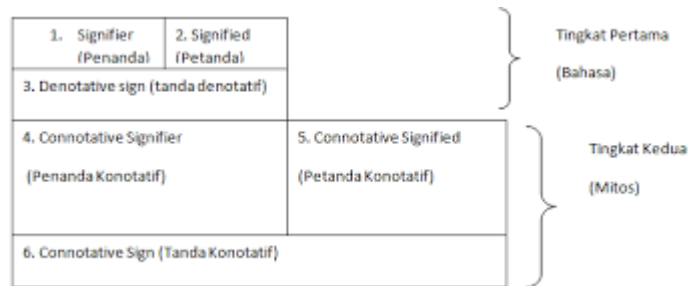 1. Signifier
(Penanda)
2. Signified
(Petanda)
3. Denotative sign (tanda denotatif)
Tingkat Pertama
(Bahasa)
4. Connotative Signifier
(Penanda Konotatif)
5. Connotative Signified
(Petanda Konotatif)
Tingkat Kedua
(Mitos)
6. Connotative Sign (Tanda Konotatif)